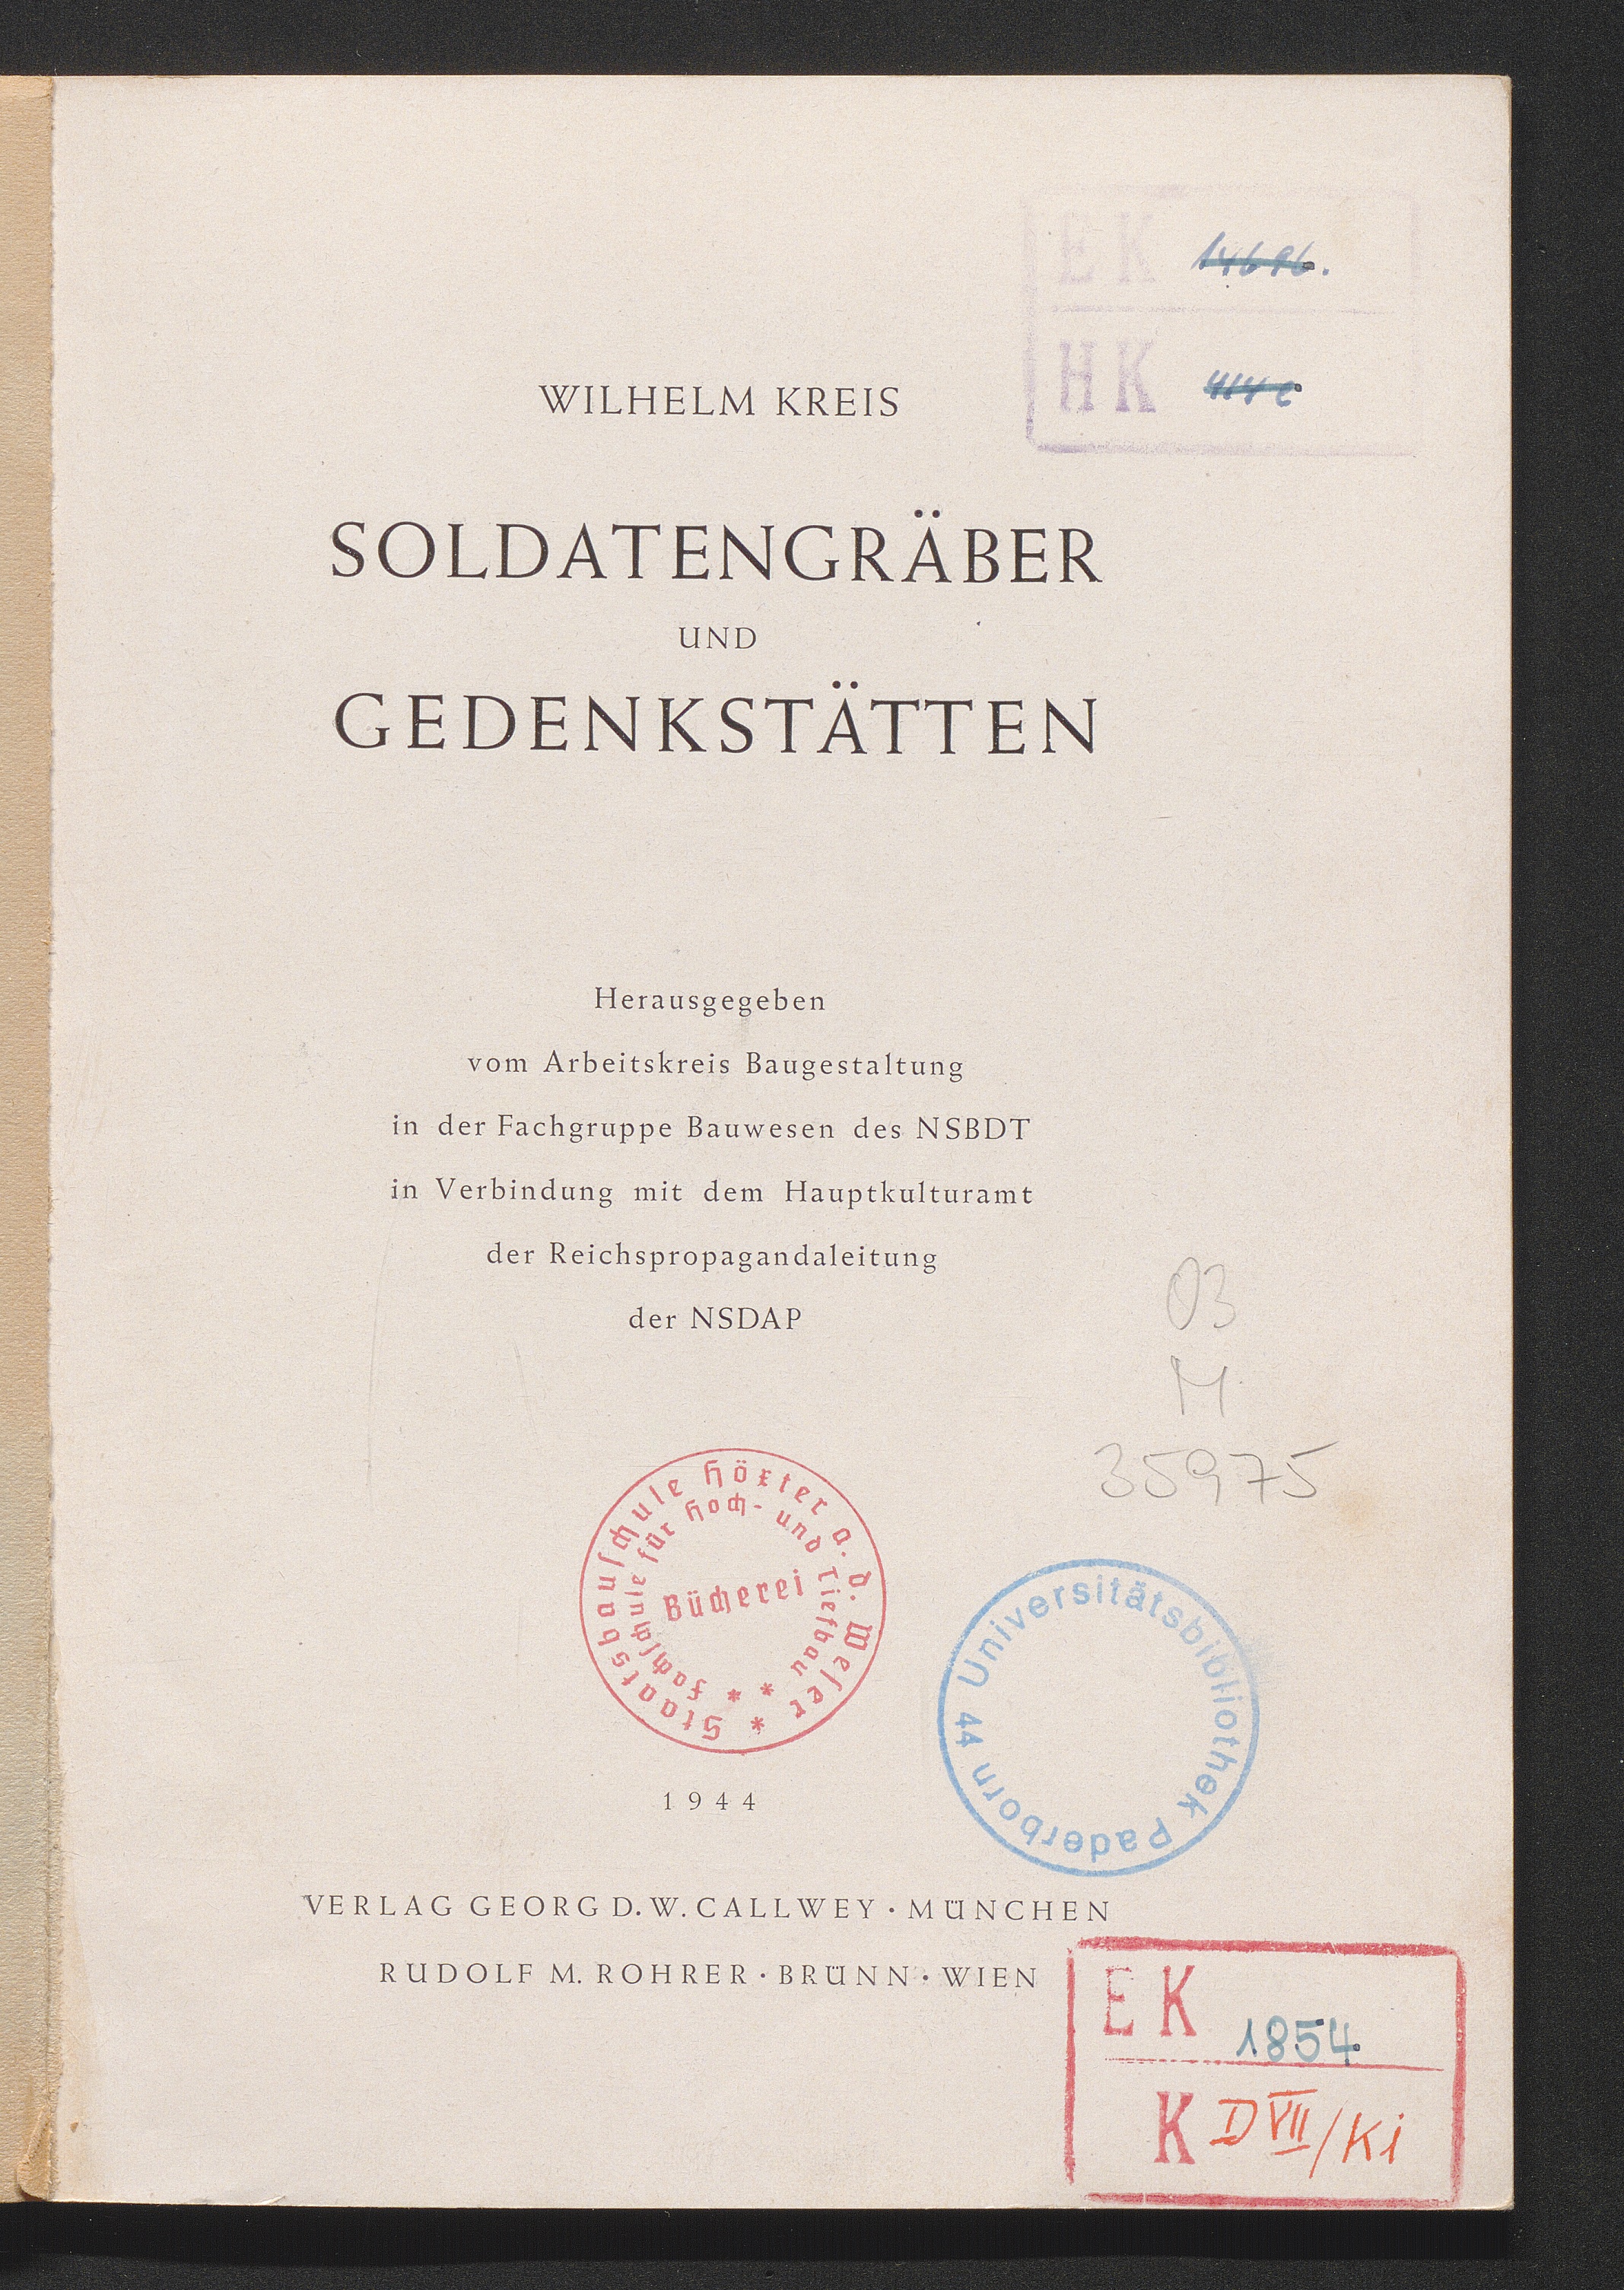 EK
HK
WILHELM KREIS
SOLDATENGRÄBER
UND
GEDENKSTÄTTEN
Herausgegeben
vom Arbeitskreis Baugestaltung
in der Fachgruppe Bauwesen des NSBDT
in Verbindung mit dem Hauptkulturamt
der Reichspropagandaleitung
der NSDAP
03
M
35975
Staatsbauſchule Höxter a. d. Weſer *
Fachſchule für Hoch- und Tiefbau * *
Bücherei
Universitätsbibliothek Paderborn 44
1944
VERLAG GEORG D. W. CALLWEY · MÜNCHEN
RUDOLF M. ROHRER · BRÜNN · WIEN
EK 1854
K D VII/Ki